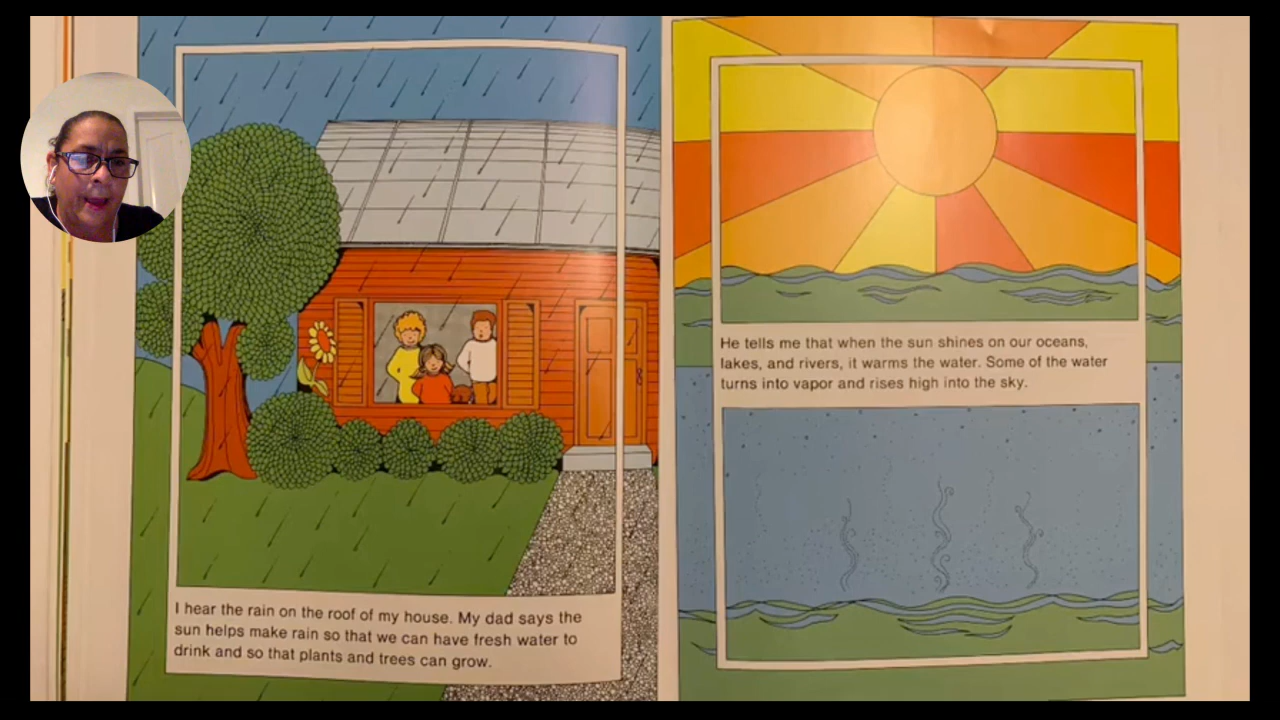 I hear the rain on the roof of my house. My dad says the
sun helps make rain so that we can have fresh water to
drink and so that plants and trees can grow.
He tells me that when the sun shines on our oceans,
lakes, and rivers, it warms the water. Some of the water
turns into vapor and rises high into the sky.